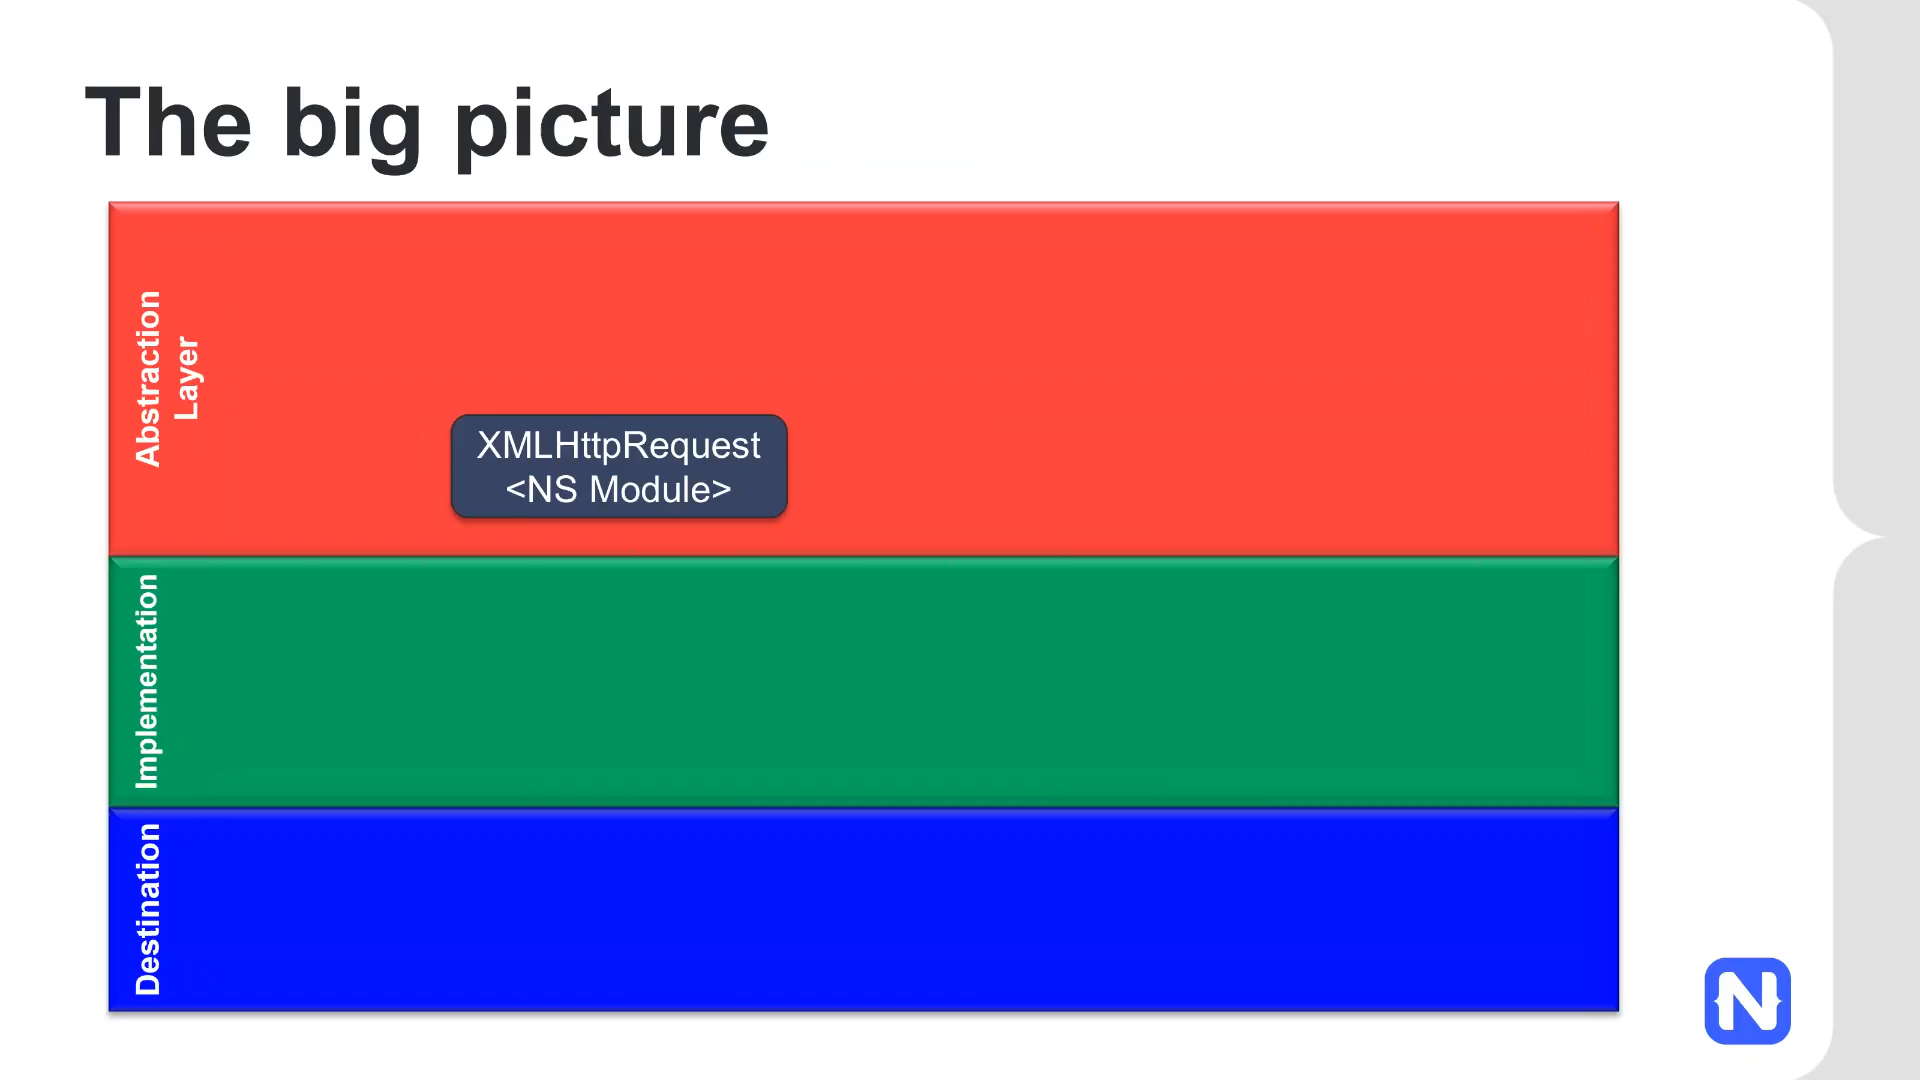 The big picture
Abstraction
Layer
XMLHttpRequest
<NS Module>
Implementation
Destination
N